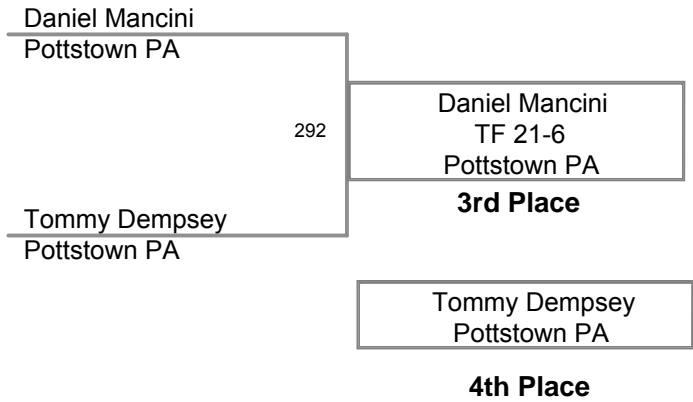 Daniel Mancini
Pottstown PA
292
Daniel Mancini
TF 21-6
Pottstown PA
3rd Place
Tommy Dempsey
Pottstown PA
Tommy Dempsey
Pottstown PA
4th Place